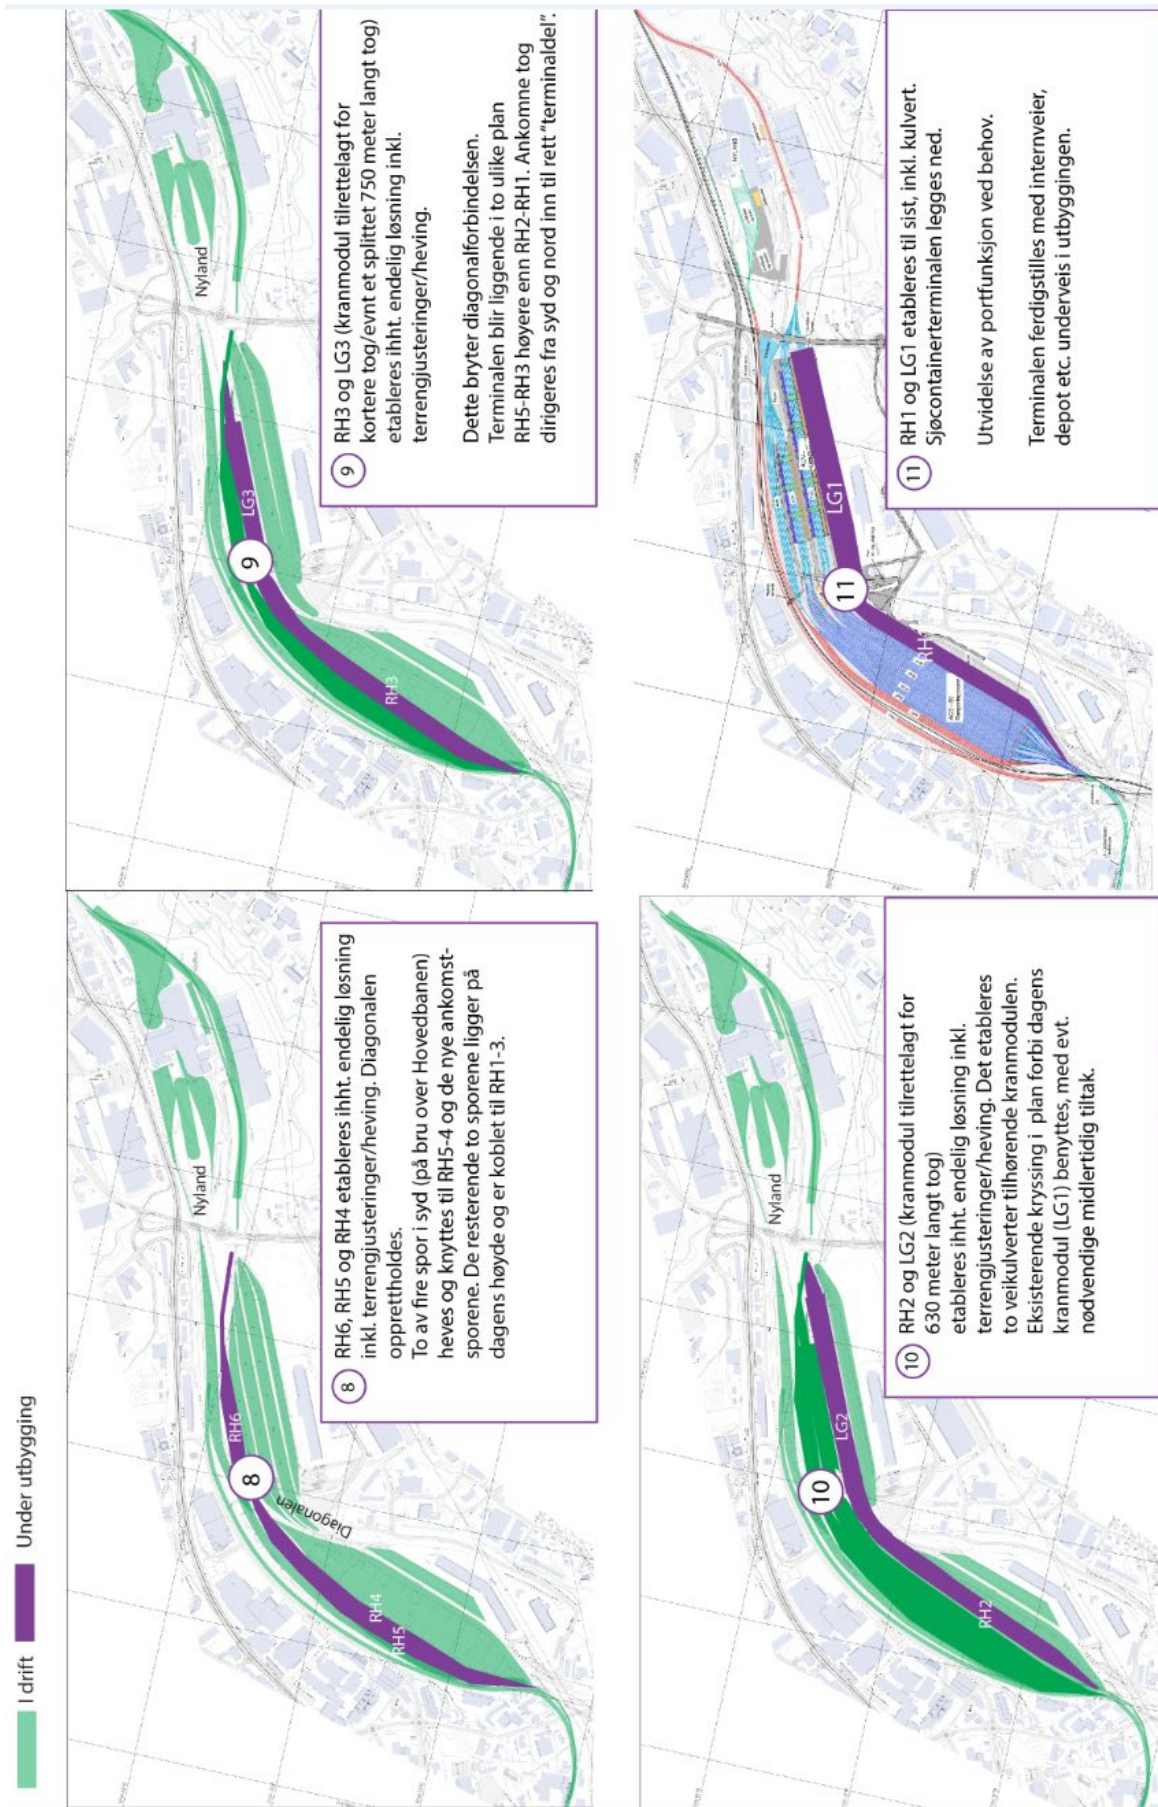 I drift
Under utbygging
Nyland
RH6
8
Diagonalen
RH4
RH5
8
RH6, RH5 og RH4 etableres ihht. endelig løsning
inkl. terrengjusteringer/heving. Diagonalen
opprettholdes.
To av fire spor i syd (på bru over Hovedbanen)
heves og knyttes til RH5-4 og de nye ankomst-
sporene. De resterende to sporene ligger på
dagens høyde og er koblet til RH1-3.
Nyland
LG3
9
RH3
9
RH3 og LG3 (kranmodul tilrettelagt for
kortere tog/evnt et splittet 750 meter langt tog)
etableres ihht. endelig løsning inkl.
terrengjusteringer/heving.
Dette bryter diagonalforbindelsen.
Terminalen blir liggende i to ulike plan
RH5-RH3 høyere enn RH2-RH1. Ankomne tog
dirigeres fra syd og nord inn til rett "terminaldel".
Nyland
LG2
10
RH2
10
RH2 og LG2 (kranmodul tilrettelagt for
630 meter langt tog)
etableres ihht. endelig løsning inkl.
terrengjusteringer/heving. Det etableres
to veikulverter tilhørende kranmodulen.
Eksisterende kryssing i plan forbi dagens
kranmodul (LG1) benyttes, med evt.
nødvendige midlertidig tiltak.
LG1
11
RH
11
RH1 og LG1 etableres til sist, inkl. kulvert.
Sjøcontainerterminalen legges ned.
Utvidelse av portfunksjon ved behov.
Terminalen ferdigstilles med internveier,
depot etc. underveis i utbyggingen.